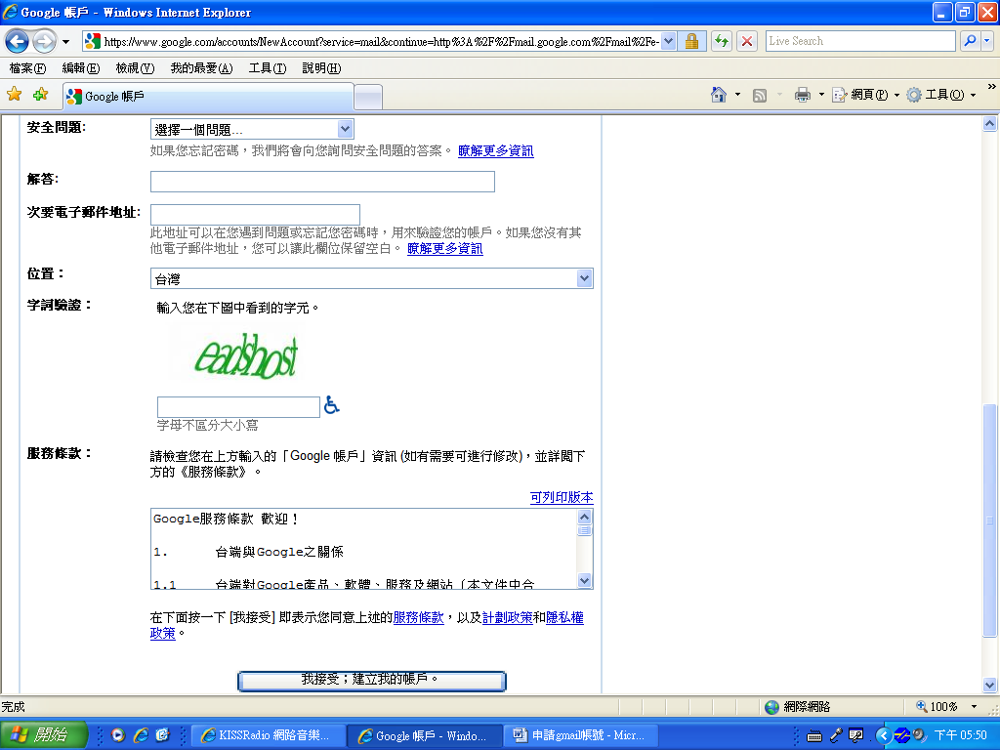 Google 帳戶 - Windows Internet Explorer
https://www.google.com/accounts/NewAccount?service=mail&continue=http%3A%2F%2Fmail.google.com%2Fmail%2Fe-
Live Search
檔案(F) 編輯(E) 檢視(V) 我的最愛(A) 工具(T) 說明(H)
Google 帳戶
網頁(P) 工具(O)
安全問題:
選擇一個問題...
如果您忘記密碼，我們將會向您詢問安全問題的答案。 瞭解更多資訊
解答:
次要電子郵件地址:
此地址可以在您遇到問題或忘記您密碼時，用來驗證您的帳戶。如果您沒有其
他電子郵件地址，您可以讓此欄位保留空白。 瞭解更多資訊
位置：
台灣
字詞驗證：
輸入您在下圖中看到的字元。
eadshost
字母不區分大小寫
服務條款：
請檢查您在上方輸入的「Google 帳戶」資訊 (如有需要可進行修改)，並詳閱下
方的《服務條款》。
可列印版本
Google服務條款 歡迎！
1. 台端與Google之關係
1.1 台端對Google產品、軟體、服務及網站〔本文件中合
在下面按一下 [我接受] 即表示您同意上述的服務條款，以及計劃政策和隱私權
政策。
我接受；建立我的帳戶。
完成
網際網路
100%
開始
KISSRadio 網路音樂...
Google 帳戶 - Windo...
申請gmail帳號 - Micr...
下午 05:50